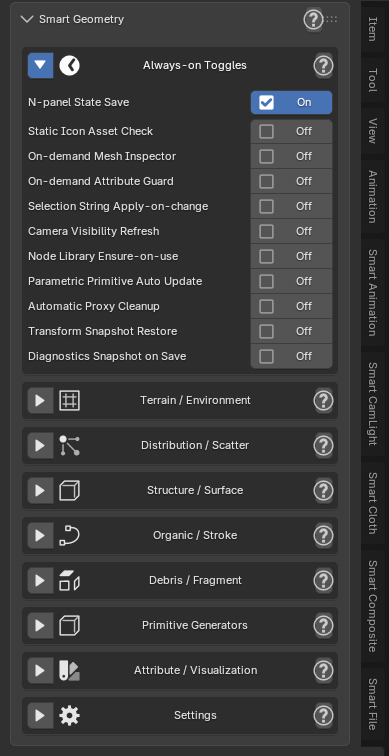 Smart Geometry
Always-on Toggles
N-panel State Save On
Static Icon Asset Check Off
On-demand Mesh Inspector Off
On-demand Attribute Guard Off
Selection String Apply-on-change Off
Camera Visibility Refresh Off
Node Library Ensure-on-use Off
Parametric Primitive Auto Update Off
Automatic Proxy Cleanup Off
Transform Snapshot Restore Off
Diagnostics Snapshot on Save Off
Terrain / Environment
Distribution / Scatter
Structure / Surface
Organic / Stroke
Debris / Fragment
Primitive Generators
Attribute / Visualization
Settings
Item
Tool
View
Animation
Smart Animation
Smart CamLight
Smart Cloth
Smart Composite
Smart File